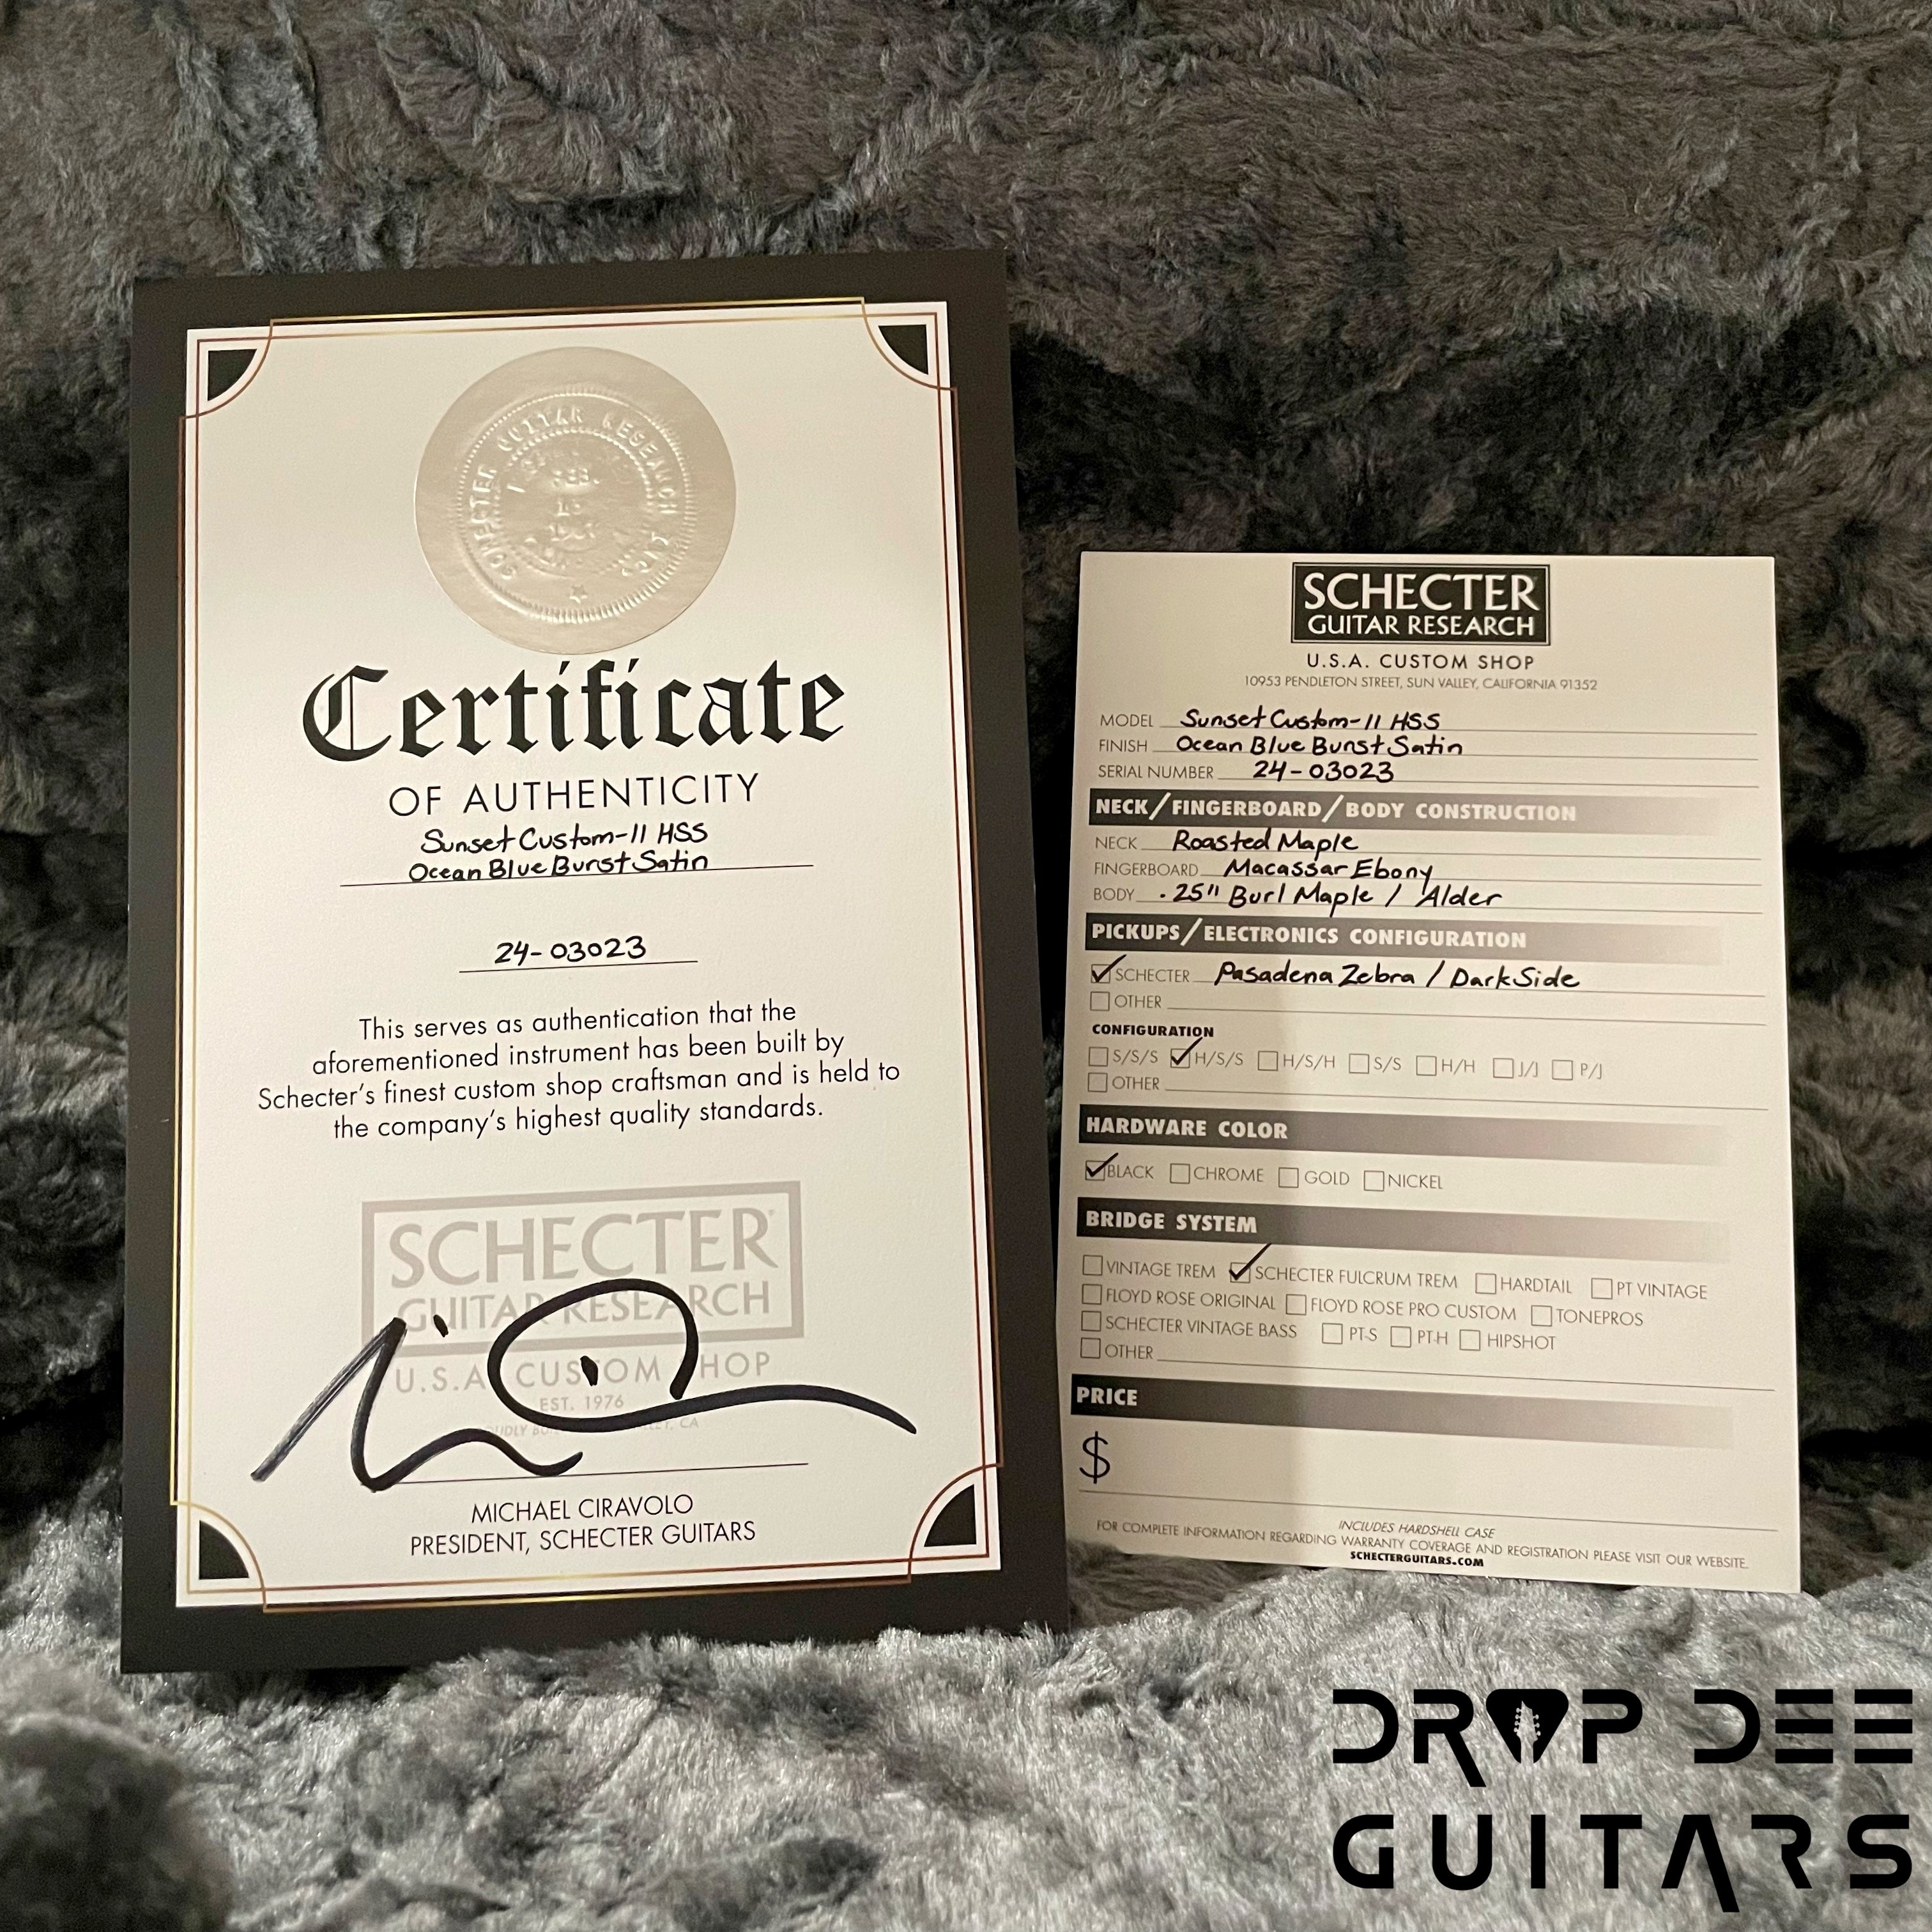 SCHECTER GUITAR RESEARCH INC.
FEB.
Certificate
OF AUTHENTICITY
Sunset Custom-11 HSS
Ocean Blue Burst Satin
24-03023
This serves as authentication that the
aforementioned instrument has been built by
Schecter's finest custom shop craftsman and is held to
the company's highest quality standards.
SCHECTER
GUITAR RESEARCH
U.S.A. CUSTOM SHOP
EST. 1976
MICHAEL CIRAVOLO
PRESIDENT, SCHECTER GUITARS
SCHECTER
GUITAR RESEARCH
U.S.A. CUSTOM SHOP
10953 PENDLETON STREET, SUN VALLEY, CALIFORNIA 91352
MODEL Sunset Custom-11 HSS
FINISH Ocean Blue Burst Satin
SERIAL NUMBER 24-03023
NECK/FINGERBOARD/BODY CONSTRUCTION
NECK Roasted Maple
FINGERBOARD Macassar Ebony
BODY .25" Burl Maple / Alder
PICKUPS/ELECTRONICS CONFIGURATION
SCHECTER Pasadena Zebra / DarkSide
OTHER
CONFIGURATION
S/S/S H/S/S H/S/H S/S H/H J/J P/J
OTHER
HARDWARE COLOR
BLACK CHROME GOLD NICKEL
BRIDGE SYSTEM
VINTAGE TREM SCHECTER FULCRUM TREM HARDTAIL PT VINTAGE
FLOYD ROSE ORIGINAL FLOYD ROSE PRO CUSTOM TONEPROS
SCHECTER VINTAGE BASS PT-S PT-H HIPSHOT
OTHER
PRICE
$
INCLUDES HARDSHELL CASE
FOR COMPLETE INFORMATION REGARDING WARRANTY COVERAGE AND REGISTRATION PLEASE VISIT OUR WEBSITE.
SCHECTERGUITARS.COM
DROP DEE
GUITARS